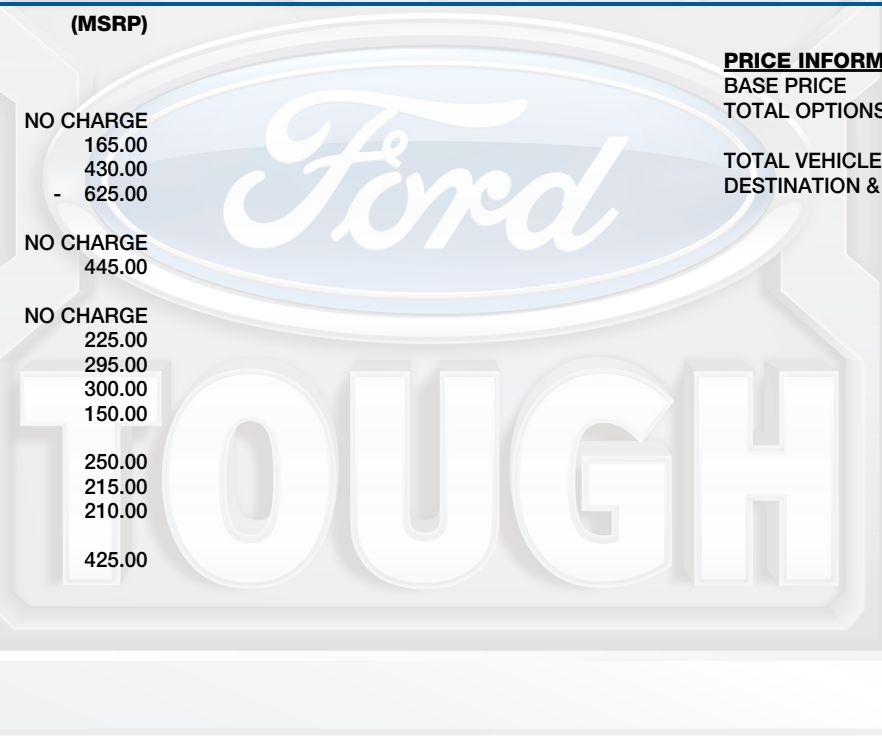 (MSRP)
NO CHARGE
165.00
430.00
- 625.00
NO CHARGE
445.00
NO CHARGE
225.00
295.00
300.00
150.00
250.00
215.00
210.00
425.00
PRICE INFORM
BASE PRICE
TOTAL OPTIONS
TOTAL VEHICLE
DESTINATION &
Ford
TOUGH